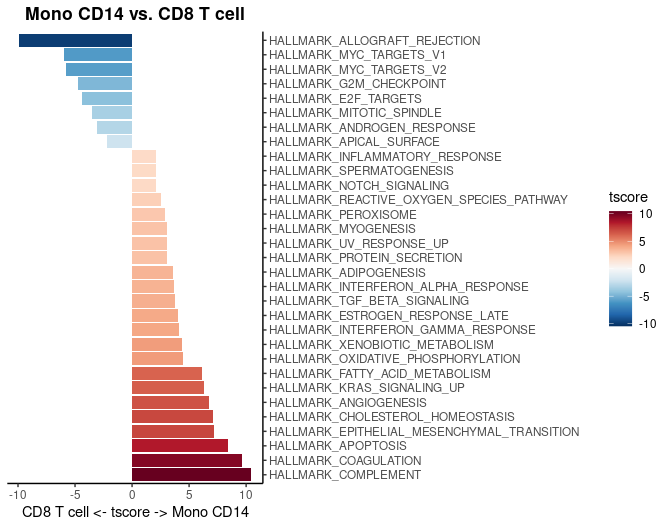 Mono CD14 vs. CD8 T cell
HALLMARK_ALLOGRAFT_REJECTION
HALLMARK_MYC_TARGETS_V1
HALLMARK_MYC_TARGETS_V2
HALLMARK_G2M_CHECKPOINT
HALLMARK_E2F_TARGETS
HALLMARK_MITOTIC_SPINDLE
HALLMARK_ANDROGEN_RESPONSE
HALLMARK_APICAL_SURFACE
HALLMARK_INFLAMMATORY_RESPONSE
HALLMARK_SPERMATOGENESIS
HALLMARK_NOTCH_SIGNALING
HALLMARK_REACTIVE_OXYGEN_SPECIES_PATHWAY
HALLMARK_PEROXISOME
HALLMARK_MYOGENESIS
HALLMARK_UV_RESPONSE_UP
HALLMARK_PROTEIN_SECRETION
HALLMARK_ADIPOGENESIS
HALLMARK_INTERFERON_ALPHA_RESPONSE
HALLMARK_TGF_BETA_SIGNALING
HALLMARK_ESTROGEN_RESPONSE_LATE
HALLMARK_INTERFERON_GAMMA_RESPONSE
HALLMARK_XENOBIOTIC_METABOLISM
HALLMARK_OXIDATIVE_PHOSPHORYLATION
HALLMARK_FATTY_ACID_METABOLISM
HALLMARK_KRAS_SIGNALING_UP
HALLMARK_ANGIOGENESIS
HALLMARK_CHOLESTEROL_HOMEOSTASIS
HALLMARK_EPITHELIAL_MESENCHYMAL_TRANSITION
HALLMARK_APOPTOSIS
HALLMARK_COAGULATION
HALLMARK_COMPLEMENT
-10 -5 0 5 10
CD8 T cell <- tscore -> Mono CD14
tscore
10
5
0
-5
-10